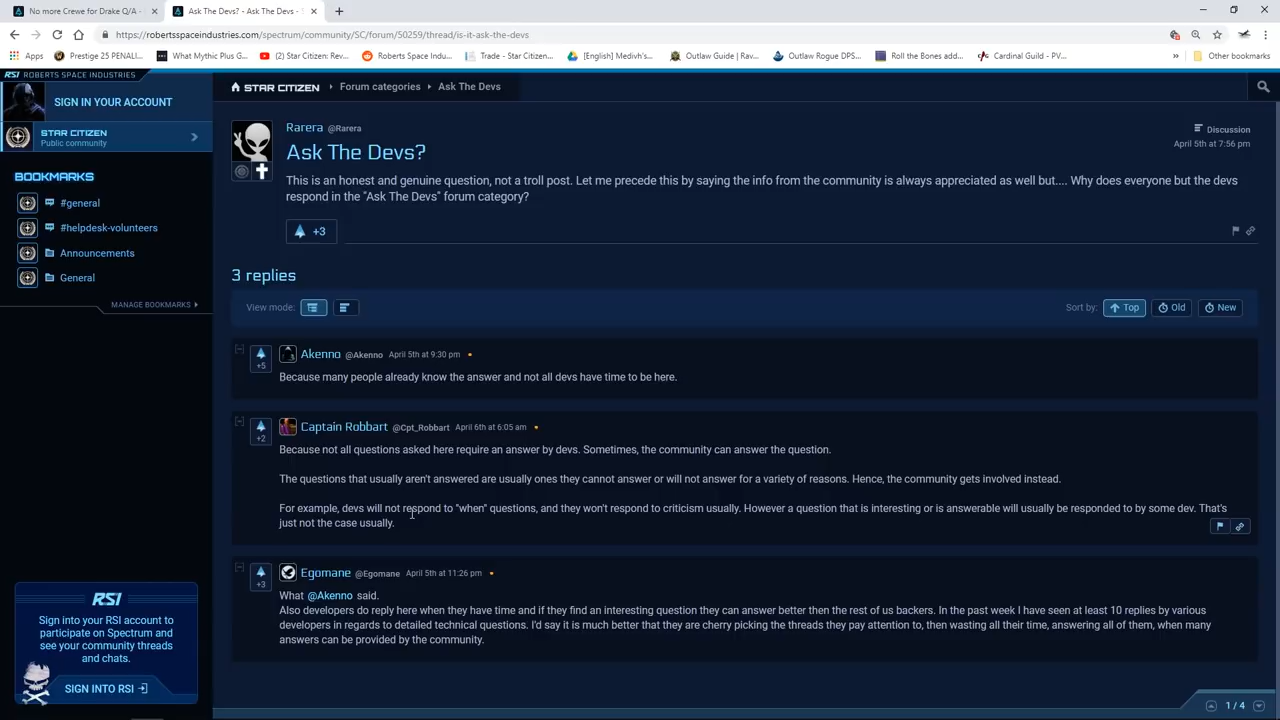 No more Crewe for Drake Q/A -
Ask The Devs? - Ask The Devs -
https://robertsspaceindustries.com/spectrum/community/SC/forum/50259/thread/is-it-ask-the-devs
Apps
Prestige 25 PENALI...
What Mythic Plus G...
(2) Star Citizen: Rev...
Roberts Space Indu...
Trade - Star Citizen...
[English] Medivh's...
Outlaw Guide | Rav...
Outlaw Rogue DPS...
Roll the Bones add...
Cardinal Guild - PV...
»
Other bookmarks
RSI ROBERTS SPACE INDUSTRIES
SIGN IN YOUR ACCOUNT
STAR CITIZEN
Public community
BOOKMARKS
#general
#helpdesk-volunteers
Announcements
General
MANAGE BOOKMARKS
RSI
Sign into your RSI account to
participate on Spectrum and
see your community threads
and chats.
SIGN INTO RSI
STAR CITIZEN
Forum categories
Ask The Devs
Rarera @Rarera
Discussion
Ask The Devs?
April 5th at 7:56 pm
This is an honest and genuine question, not a troll post. Let me precede this by saying the info from the community is always appreciated as well but.... Why does everyone but the devs
respond in the "Ask The Devs" forum category?
+3
3 replies
View mode:
Sort by:
Top
Old
New
Akenno @Akenno April 5th at 9:30 pm
+5
Because many people already know the answer and not all devs have time to be here.
Captain Robbart @Cpt_Robbart April 6th at 6:05 am
+2
Because not all questions asked here require an answer by devs. Sometimes, the community can answer the question.
The questions that usually aren't answered are usually ones they cannot answer or will not answer for a variety of reasons. Hence, the community gets involved instead.
For example, devs will not respond to "when" questions, and they won't respond to criticism usually. However a question that is interesting or is answerable will usually be responded to by some dev. That's
just not the case usually.
Egomane @Egomane April 5th at 11:26 pm
+3
What @Akenno said.
Also developers do reply here when they have time and if they find an interesting question they can answer better then the rest of us backers. In the past week I have seen at least 10 replies by various
developers in regards to detailed technical questions. I'd say it is much better that they are cherry picking the threads they pay attention to, then wasting all their time, answering all of them, when many
answers can be provided by the community.
1 / 4